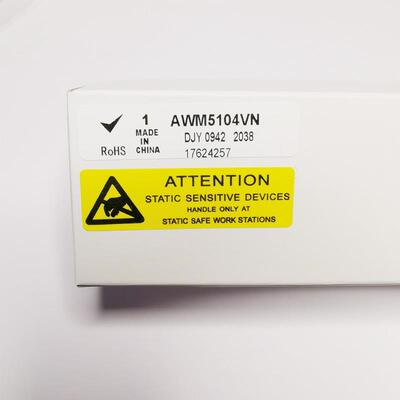 1 AWM5104VN
MADE IN CHINA
DJY 0942 2038
RoHS
17624257
ATTENTION
STATIC SENSITIVE DEVICES
HANDLE ONLY AT
STATIC SAFE WORK STATIONS